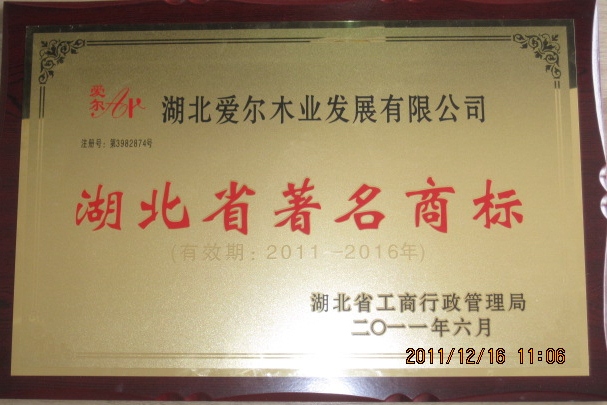 爱尔 湖北爱尔木业发展有限公司
注册号：第3982874号
湖北省著名商标
(有效期：2011-2016年)
湖北省工商行政管理局
二〇一一年六月
2011/12/16 11:06